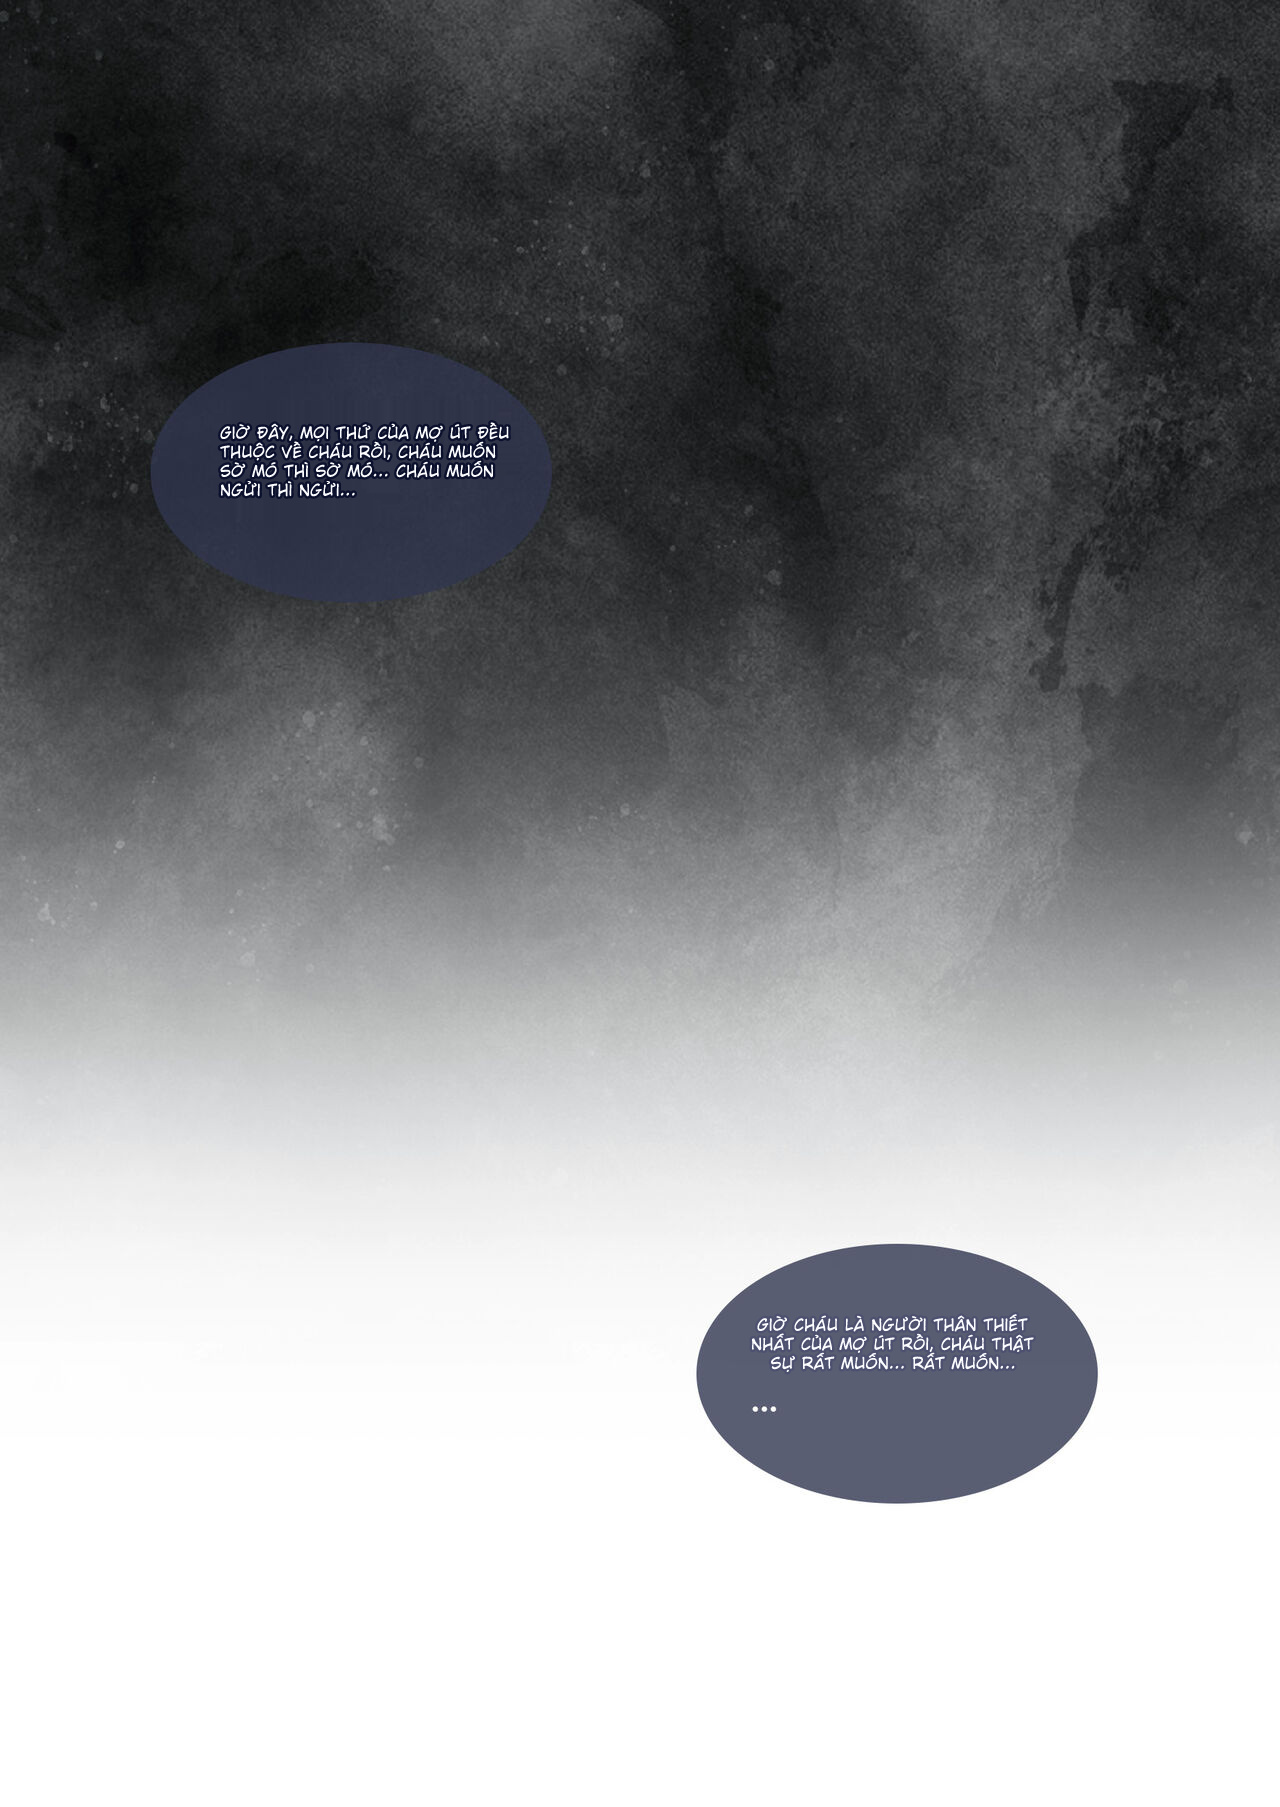 GIỜ ĐÂY, MỌI THỨ CỦA MỢ ÚT ĐỀU
THUỘC VỀ CHÁU RỒI, CHÁU MUỐN
SỜ MÓ THÌ SỜ MÓ... CHÁU MUỐN
NGỬI THÌ NGỬI...
GIỜ CHÁU LÀ NGƯỜI THÂN THIẾT
NHẤT CỦA MỢ ÚT RỒI, CHÁU THẬT
SỰ RẤT MUỐN... RẤT MUỐN...
...